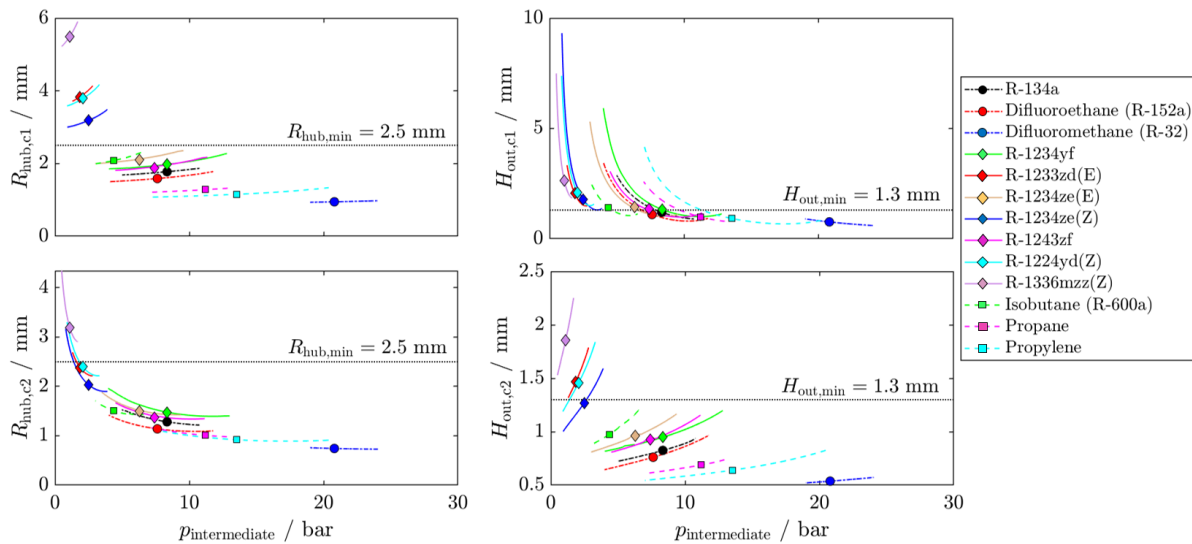 6
4
2
0
R_hub,c1 / mm
R_hub,min = 2.5 mm
10
5
0
H_out,c1 / mm
H_out,min = 1.3 mm
R-134a
Difluoroethane (R-152a)
Difluoromethane (R-32)
R-1234yf
R-1233zd(E)
R-1234ze(E)
R-1234ze(Z)
R-1243zf
R-1224yd(Z)
R-1336mzz(Z)
Isobutane (R-600a)
Propane
Propylene
4
3
2
1
0
R_hub,c2 / mm
R_hub,min = 2.5 mm
0
10
20
30
p_intermediate / bar
2.5
2
1.5
1
0.5
H_out,c2 / mm
H_out,min = 1.3 mm
0
10
20
30
p_intermediate / bar